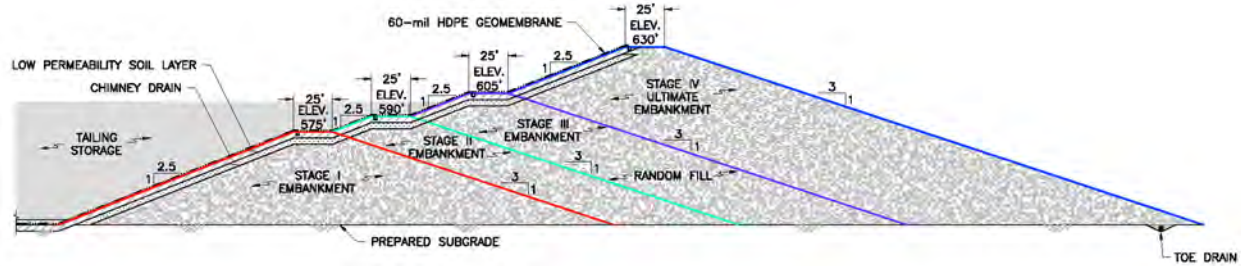 60-mil HDPE GEOMEMBRANE
25'
ELEV.
630'
25'
ELEV.
605'
2.5
1
LOW PERMEABILITY SOIL LAYER
CHIMNEY DRAIN
25'
ELEV.
590'
2.5
1
STAGE IV
ULTIMATE
EMBANKMENT
3
1
25'
ELEV.
575'
2.5
1
TAILING
STORAGE
STAGE III
EMBANKMENT
3
1
STAGE II
EMBANKMENT
2.5
1
STAGE I
EMBANKMENT
3
1
3
1
RANDOM FILL
PREPARED SUBGRADE
TOE DRAIN